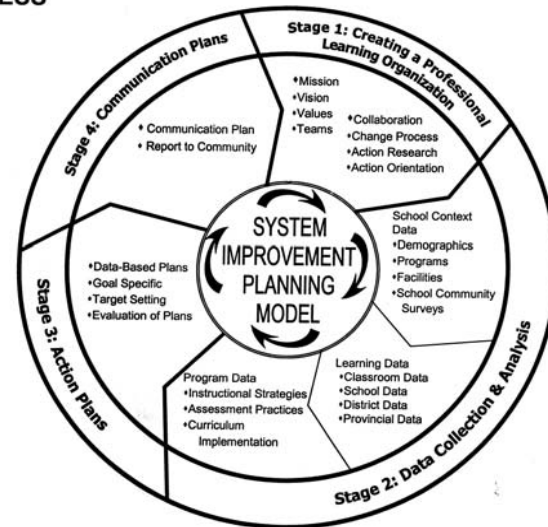 Stage 1: Creating a Professional
Learning Organization
♦Mission
♦Vision
♦Values
♦Teams
♦Collaboration
♦Change Process
♦Action Research
♦Action Orientation
School Context
Data
♦Demographics
♦Programs
♦Facilities
♦School Community
Surveys
Stage 2: Data Collection & Analysis
Learning Data
♦Classroom Data
♦School Data
♦District Data
♦Provincial Data
Program Data
♦Instructional Strategies
♦Assessment Practices
♦Curriculum
Implementation
Stage 3: Action Plans
♦Data-Based Plans
♦Goal Specific
♦Target Setting
♦Evaluation of Plans
Stage 4: Communication Plans
♦ Communication Plan
♦ Report to Community
SYSTEM
IMPROVEMENT
PLANNING
MODEL